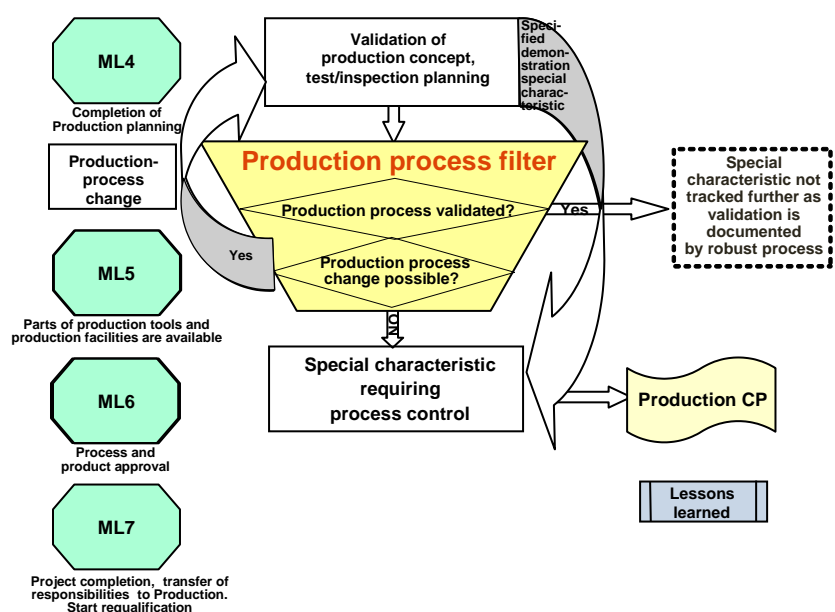 ML4
Completion of
Production planning
Production-
process
change
ML5
Parts of production tools and
production facilities are available
ML6
Process and
product approval
ML7
Project completion, transfer of
responsibilities to Production.
Start requalification
Validation of
production concept,
test/inspection planning
Speci-
fied
demon-
stration
special
charac-
teristic
Production process filter
Production process validated?
Yes
Yes
Production process
change possible?
NO
Special characteristic
requiring
process control
Special
characteristic not
tracked further as
validation is
documented
by robust process
Production CP
Lessons
learned